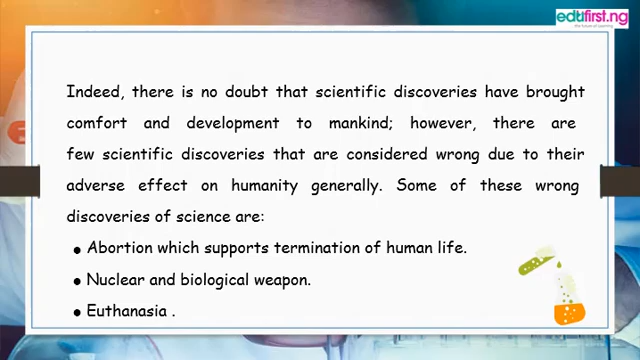 edufirst.ng
the future of learning
Indeed, there is no doubt that scientific discoveries have brought
comfort and development to mankind; however, there are
few scientific discoveries that are considered wrong due to their
adverse effect on humanity generally. Some of these wrong
discoveries of science are:
● Abortion which supports termination of human life.
● Nuclear and biological weapon.
● Euthanasia .